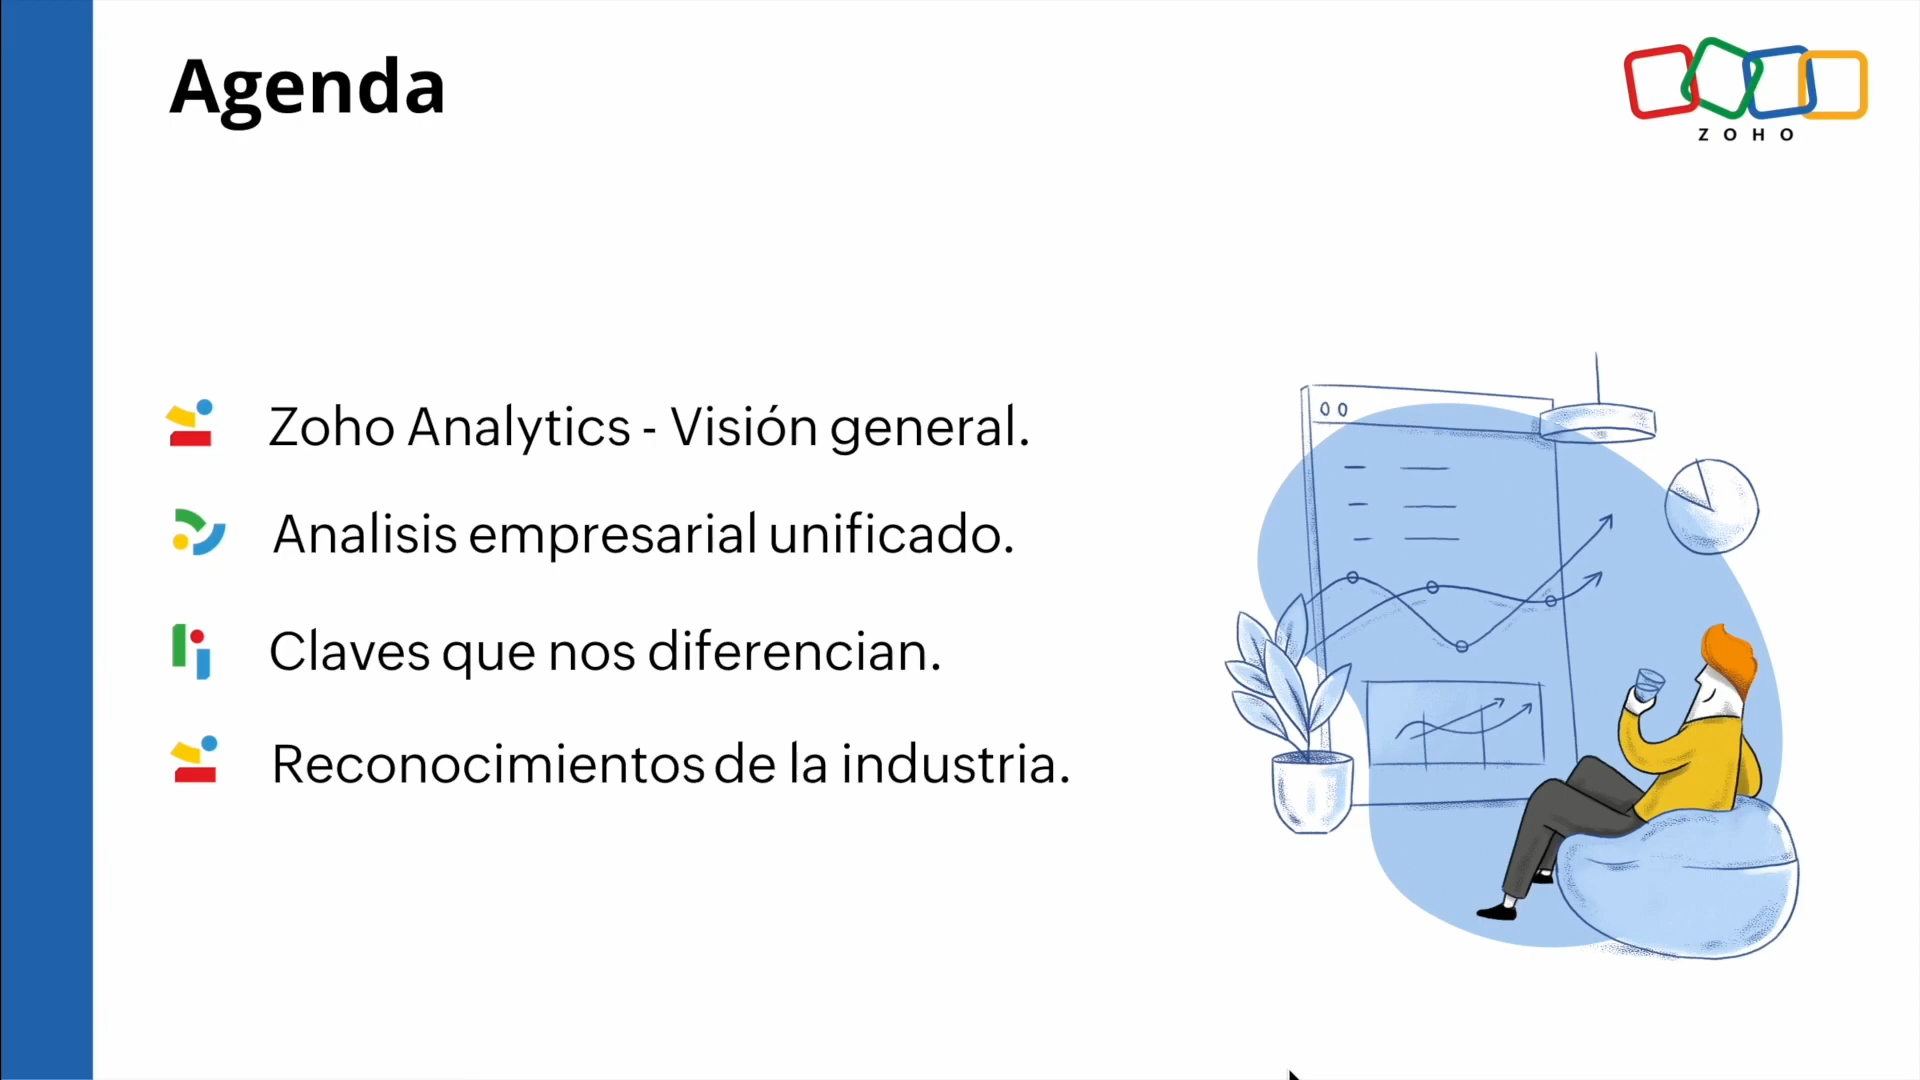 Agenda
ZOHO
Zoho Analytics - Visión general.
Analisis empresarial unificado.
Claves que nos diferencian.
Reconocimientos de la industria.